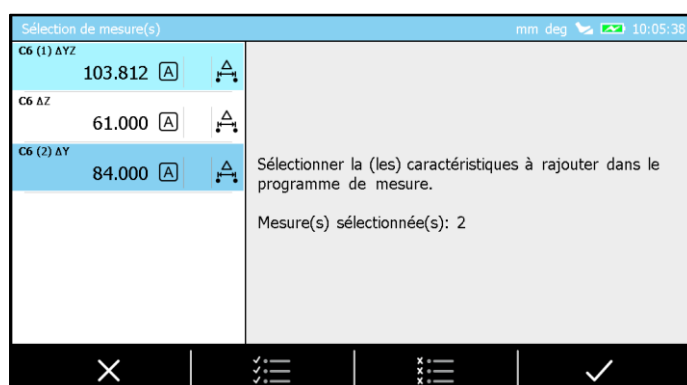 Sélection de mesure(s)
mm deg 10:05:38
C6 (1) ΔYZ
103.812 A
Δ
C6 ΔZ
61.000 A
Δ
C6 (2) ΔY
84.000 A
Δ
Sélectionner la (les) caractéristiques à rajouter dans le
programme de mesure.
Mesure(s) sélectionnée(s): 2